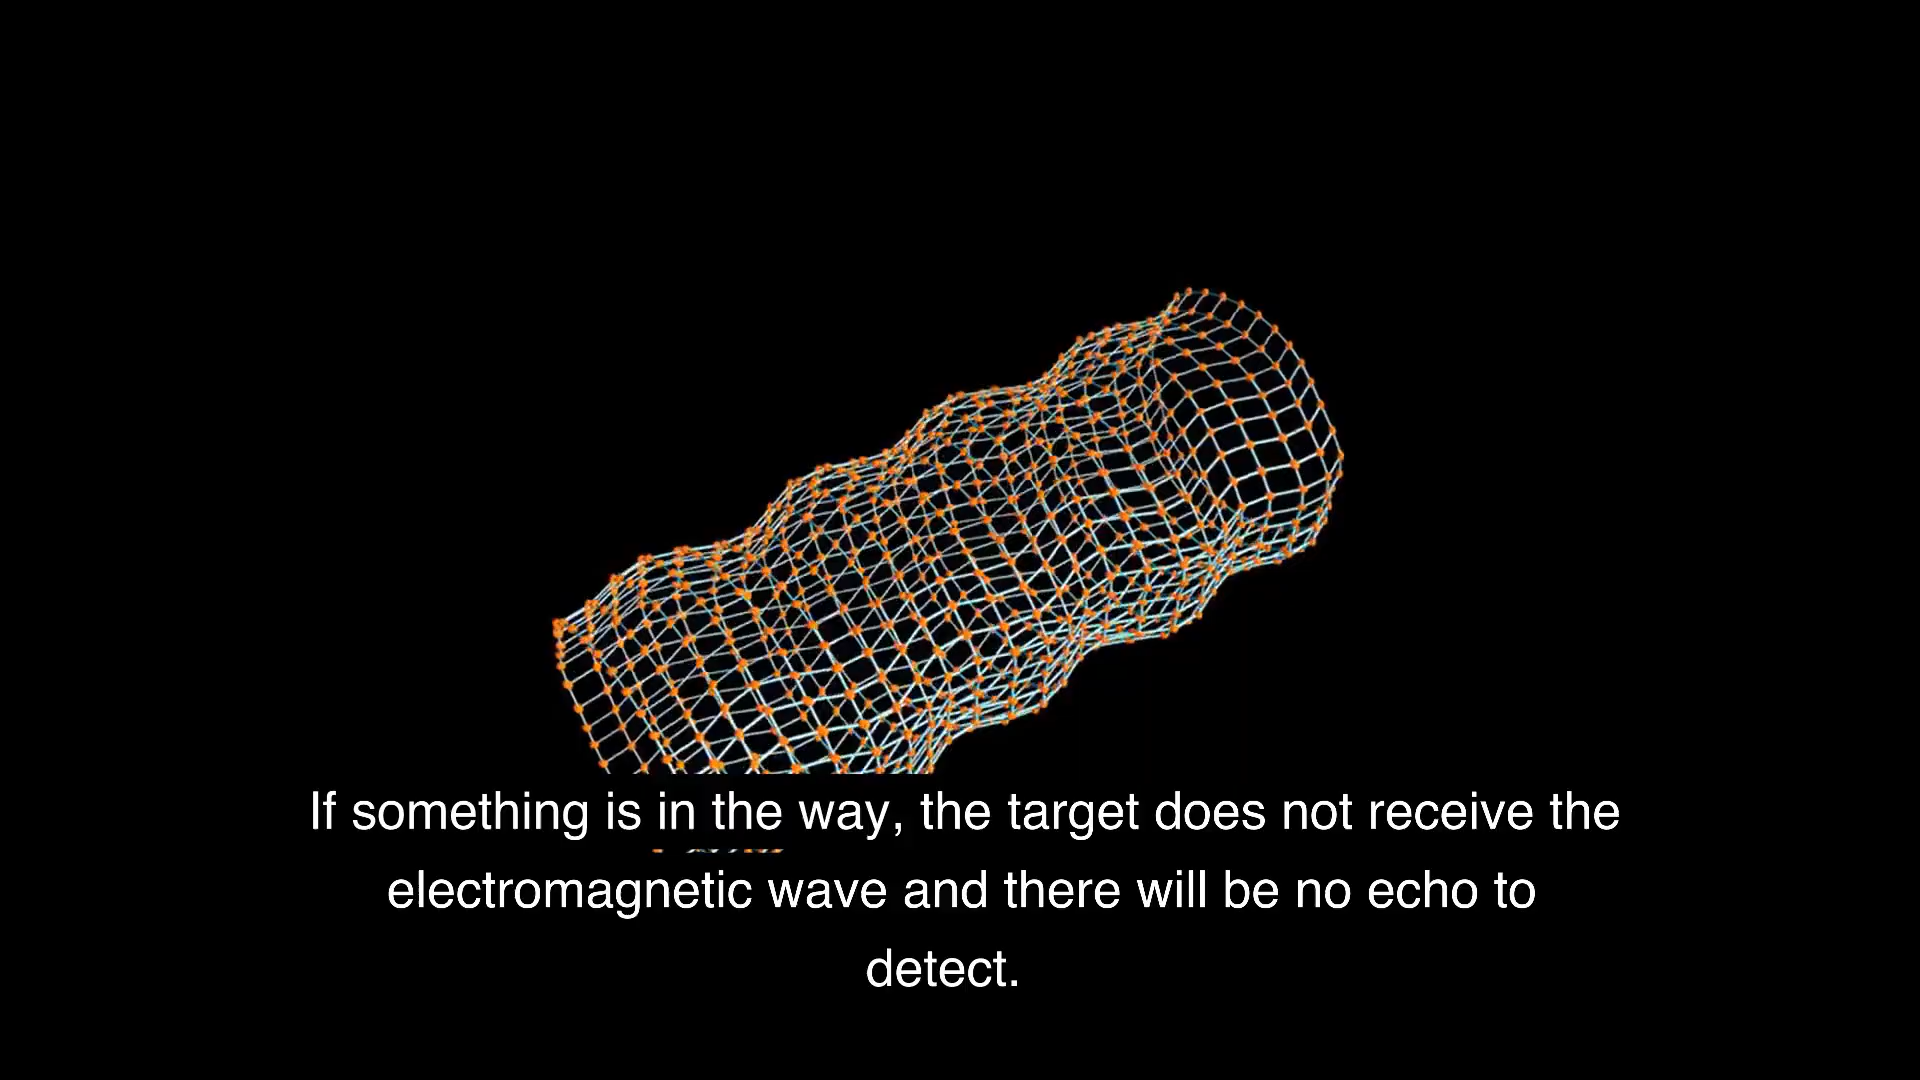 If something is in the way, the target does not receive the
electromagnetic wave and there will be no echo to
detect.